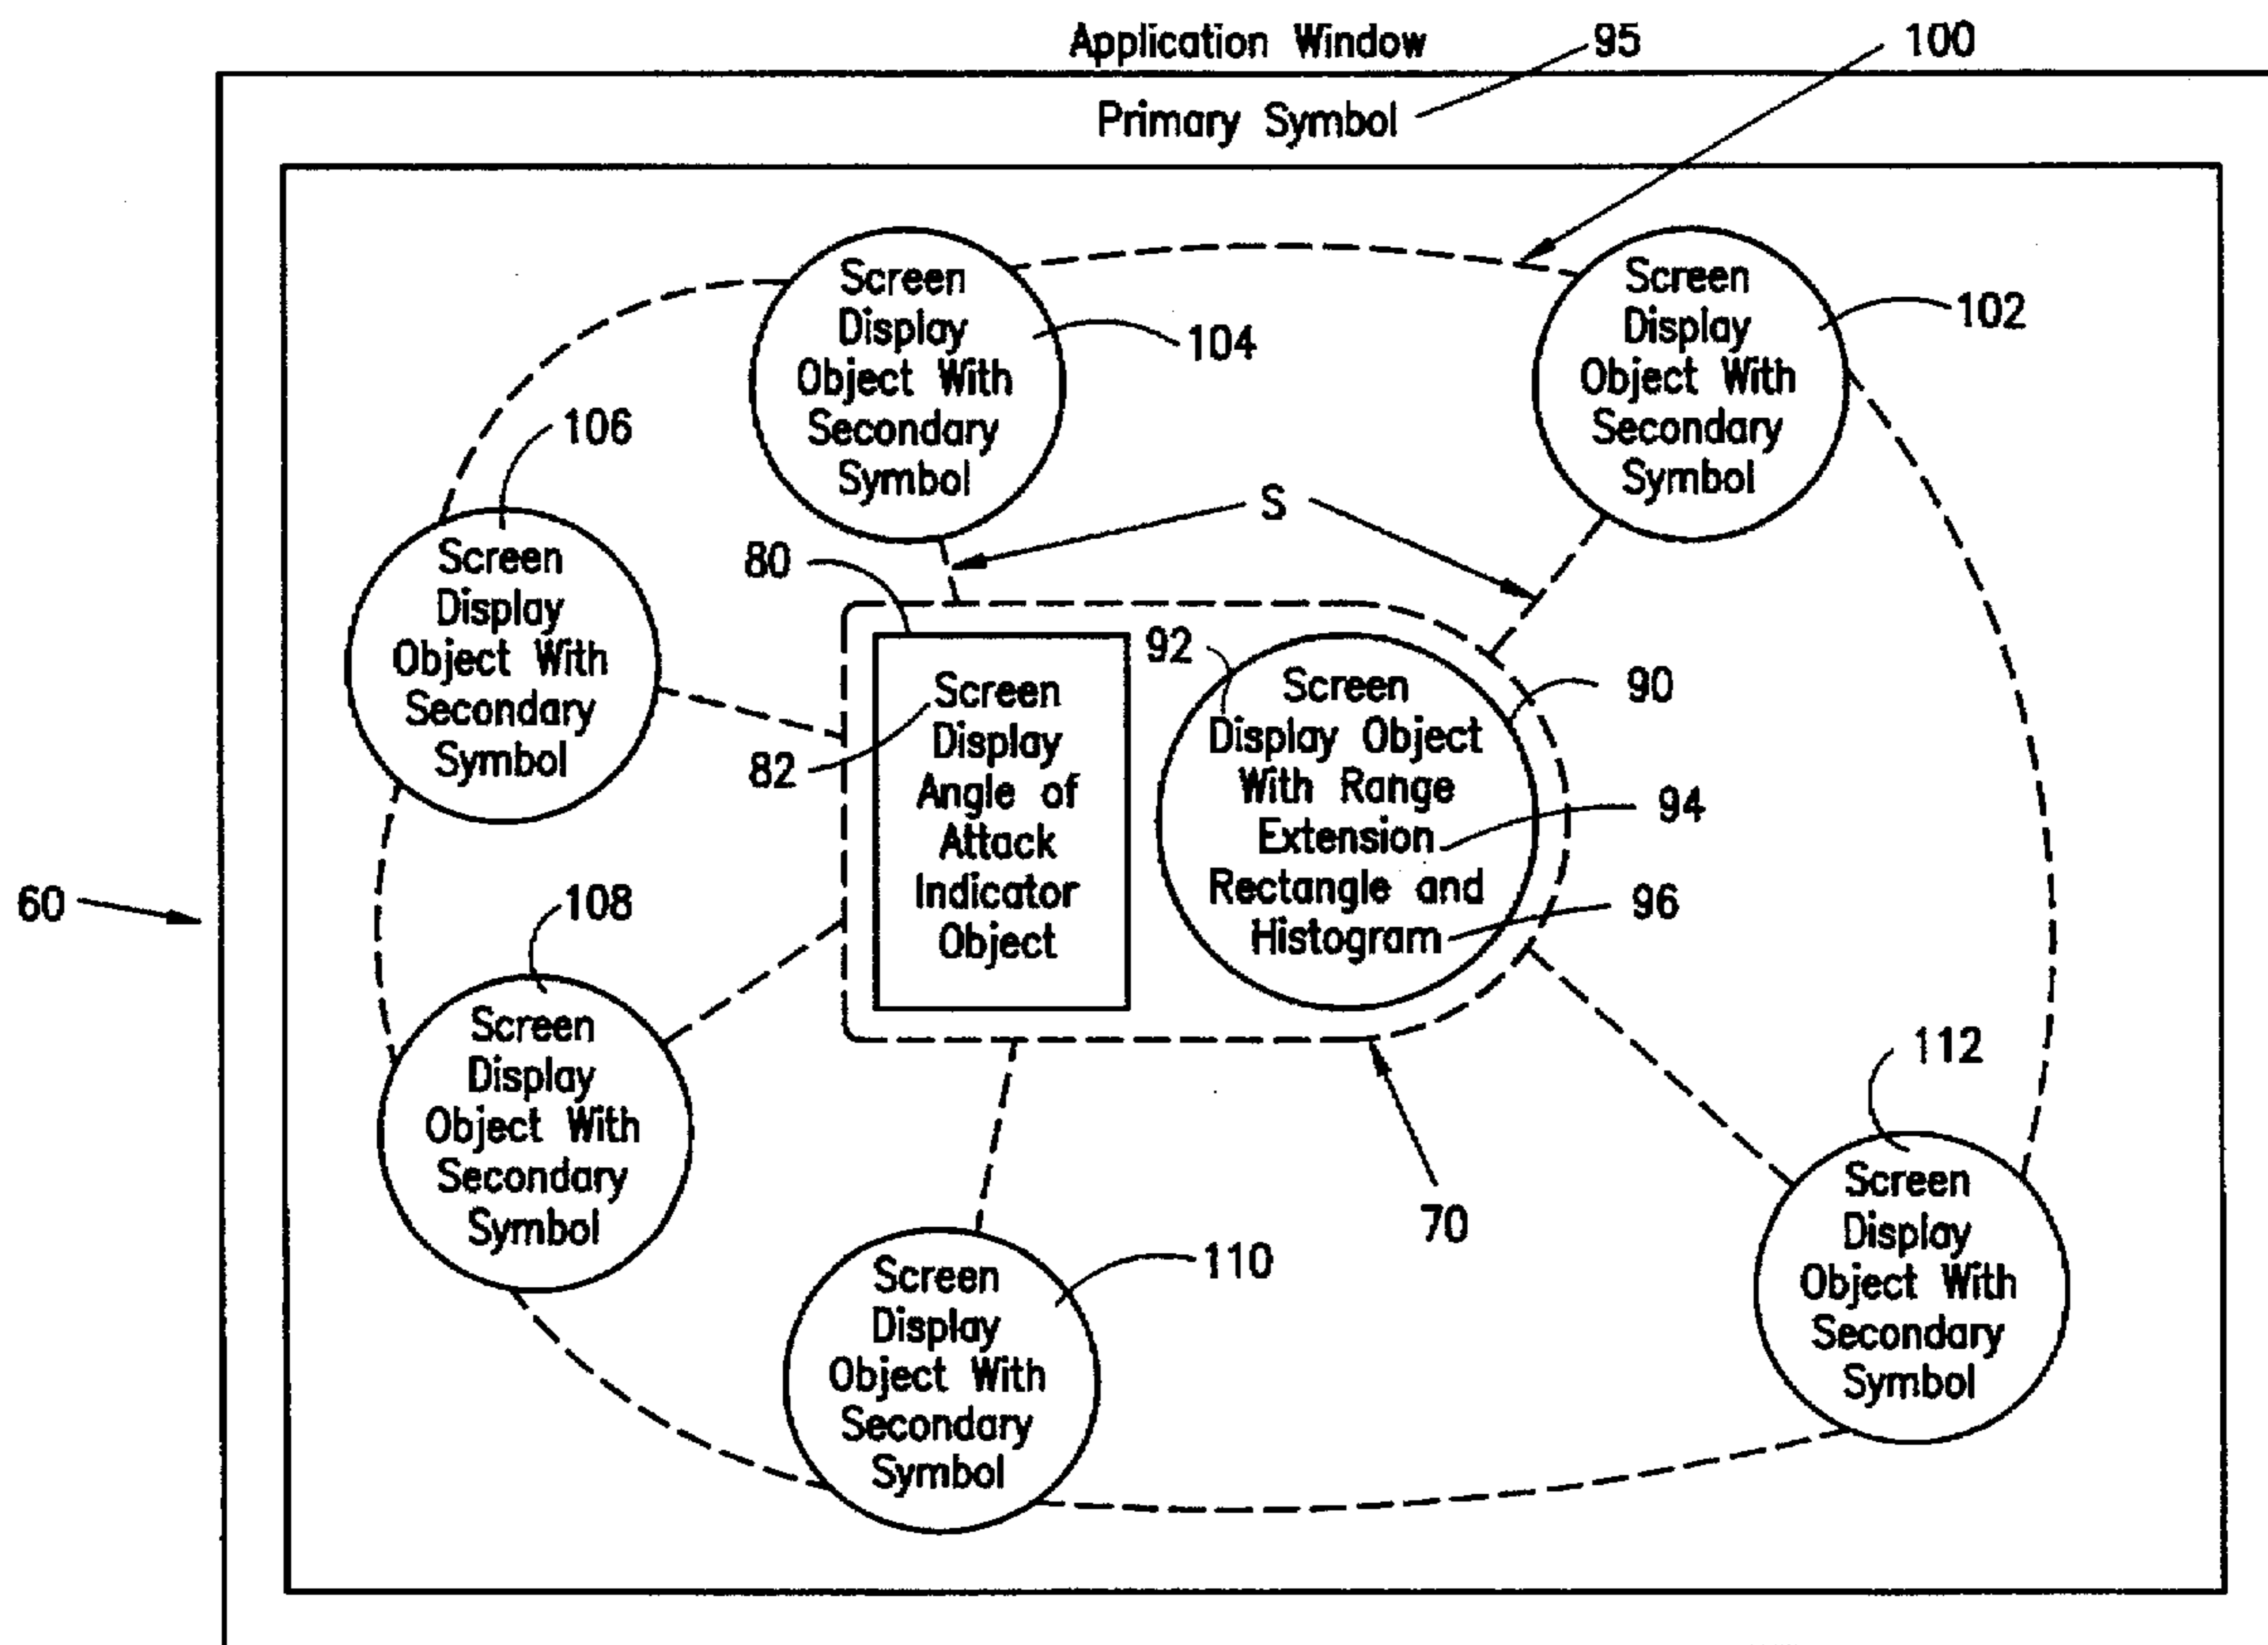 Application Window
95
100
Primary Symbol
Screen
Display
Object With
Secondary
Symbol
104
Screen
Display
Object With
Secondary
Symbol
102
106
Screen
Display
Object With
Secondary
Symbol
S
80
82
Screen
Display
Angle of
Attack
Indicator
Object
92
Screen
Display Object
With Range
Extension
Rectangle and
Histogram
90
94
96
60
108
Screen
Display
Object With
Secondary
Symbol
70
110
Screen
Display
Object With
Secondary
Symbol
112
Screen
Display
Object With
Secondary
Symbol